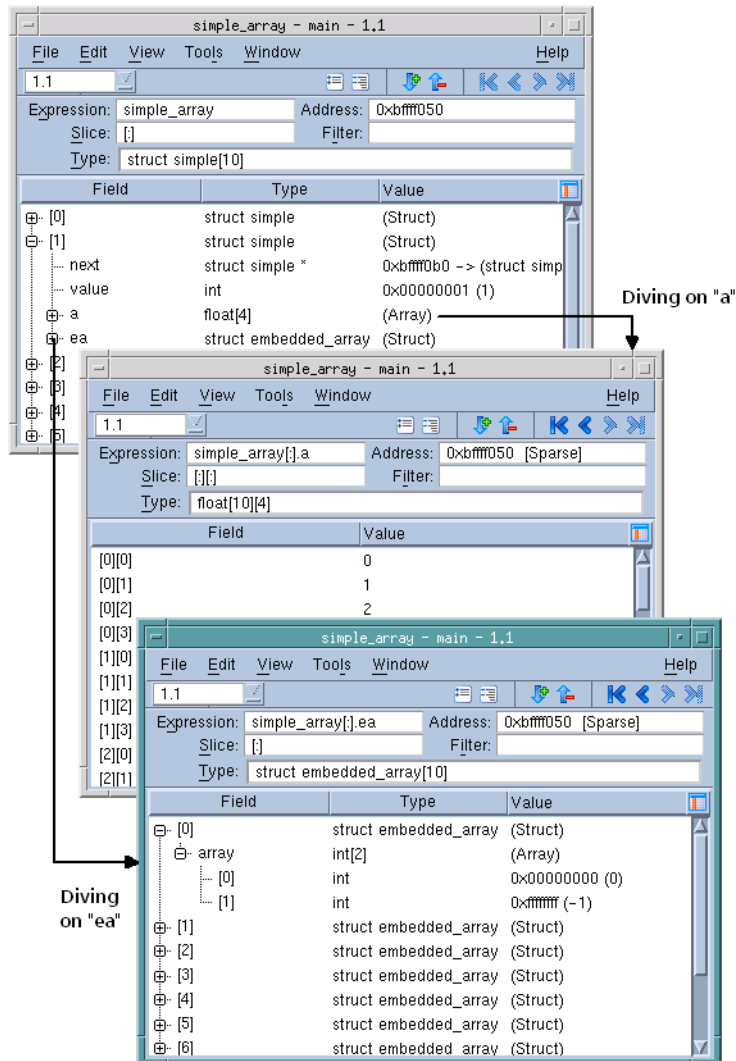 simple_array - main - 1.1
File Edit View Tools Window Help
1.1
Expression: simple_array Address: 0xbffff050
Slice: [:] Filter:
Type: struct simple[10]
Field Type Value
[0] struct simple (Struct)
[1] struct simple (Struct)
next struct simple * 0xbffff0b0 -> (struct simp
value int 0x00000001 (1)
a float[4] (Array)
ea struct embedded_array (Struct)
[2]
[3]
[4]
[5]
Diving on "a"
simple_array - main - 1.1
File Edit View Tools Window Help
1.1
Expression: simple_array[:].a Address: 0xbffff050 [Sparse]
Slice: [:][:] Filter:
Type: float[10][4]
Field Value
[0][0] 0
[0][1] 1
[0][2] 2
[0][3]
[1][0]
[1][1]
[1][2]
[1][3]
[2][0]
[2][1]
simple_array - main - 1.1
File Edit View Tools Window Help
1.1
Expression: simple_array[:].ea Address: 0xbffff050 [Sparse]
Slice: [:] Filter:
Type: struct embedded_array[10]
Field Type Value
[0] struct embedded_array (Struct)
array int[2] (Array)
[0] int 0x00000000 (0)
[1] int 0xffffffff (-1)
[1] struct embedded_array (Struct)
[2] struct embedded_array (Struct)
[3] struct embedded_array (Struct)
[4] struct embedded_array (Struct)
[5] struct embedded_array (Struct)
[6] struct embedded_array (Struct)
Diving
on "ea"